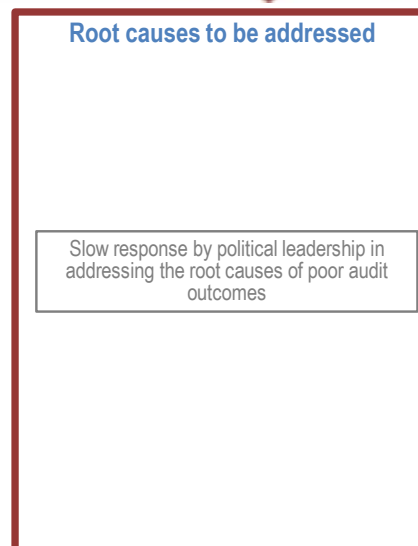 Root causes to be addressed
Slow response by political leadership in
addressing the root causes of poor audit
outcomes